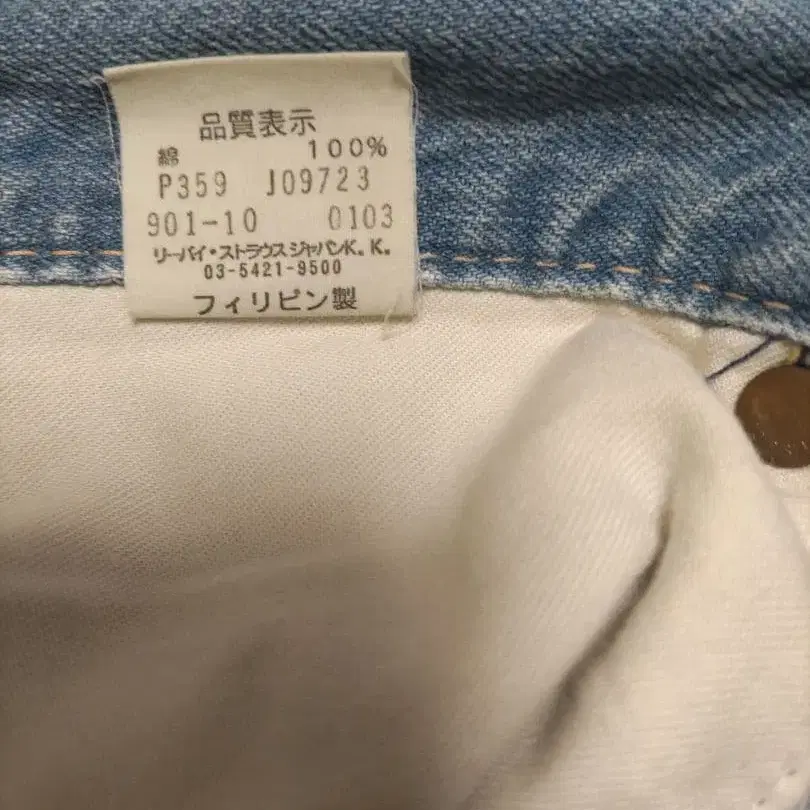 品質表示
綿 100%
P359 J09723
901-10 0103
リーバイ・ストラウスジャパンK.K.
03-5421-9500
フィリピン製